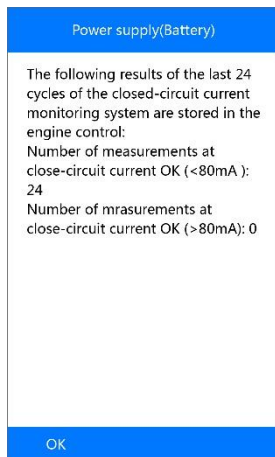 Power supply(Battery)
The following results of the last 24
cycles of the closed-circuit current
monitoring system are stored in the
engine control:
Number of measurements at
close-circuit current OK (<80mA ):
24
Number of mrasurements at
close-circuit current OK (>80mA): 0
OK